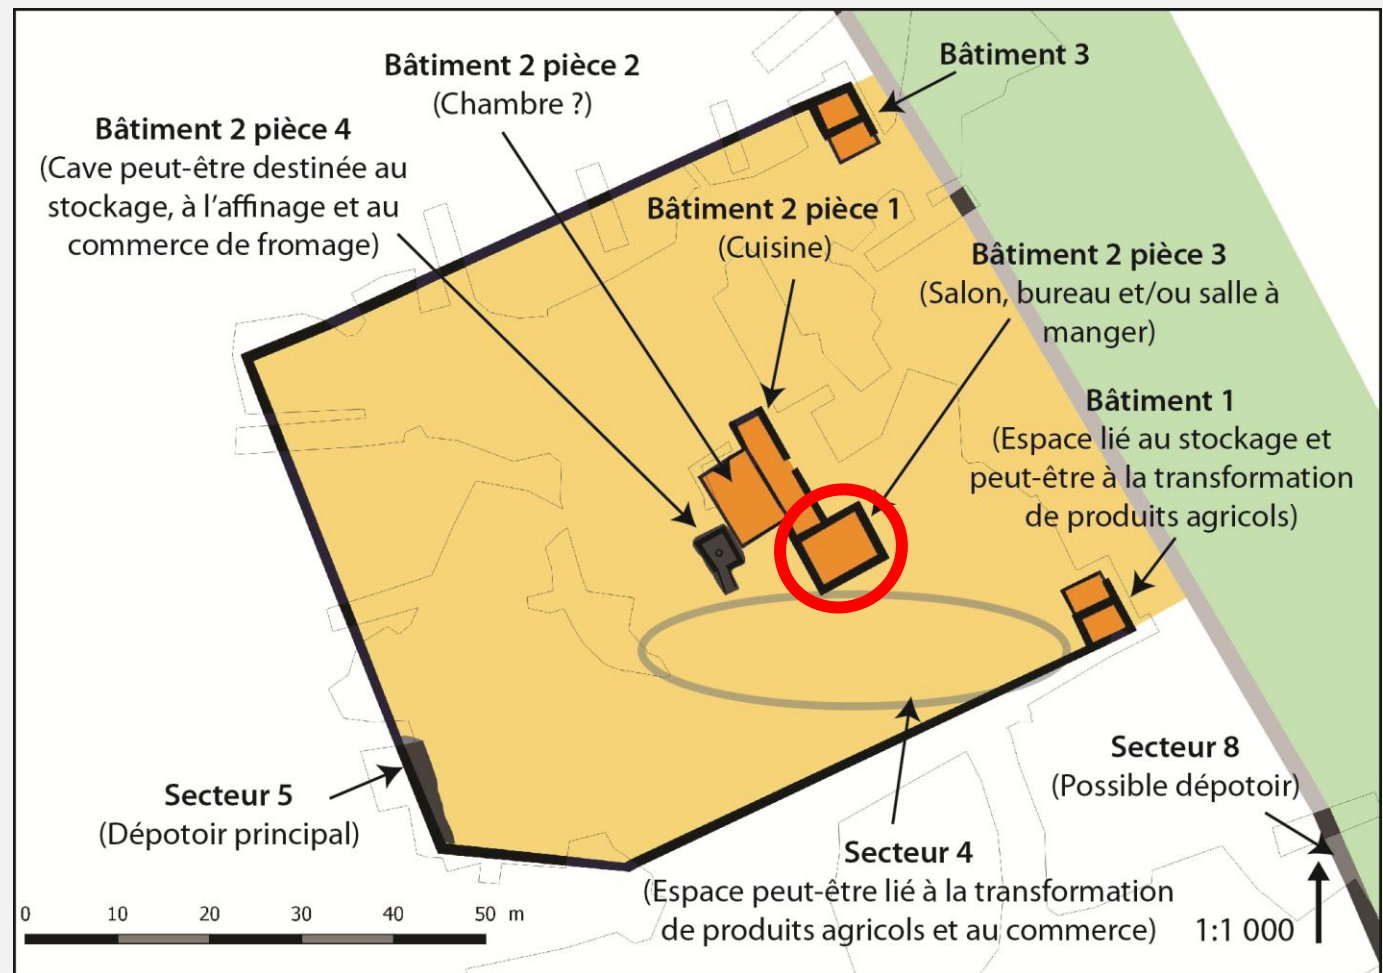 Bâtiment 3
Bâtiment 2 pièce 2
(Chambre ?)
Bâtiment 2 pièce 4
(Cave peut-être destinée au
stockage, à l’affinage et au
commerce de fromage)
Bâtiment 2 pièce 1
(Cuisine)
Bâtiment 2 pièce 3
(Salon, bureau et/ou salle à
manger)
Bâtiment 1
(Espace lié au stockage et
peut-être à la transformation
de produits agricols)
Secteur 8
(Possible dépotoir)
Secteur 5
(Dépotoir principal)
Secteur 4
(Espace peut-être lié à la transformation
de produits agricols et au commerce)
0 10 20 30 40 50 m
1:1 000